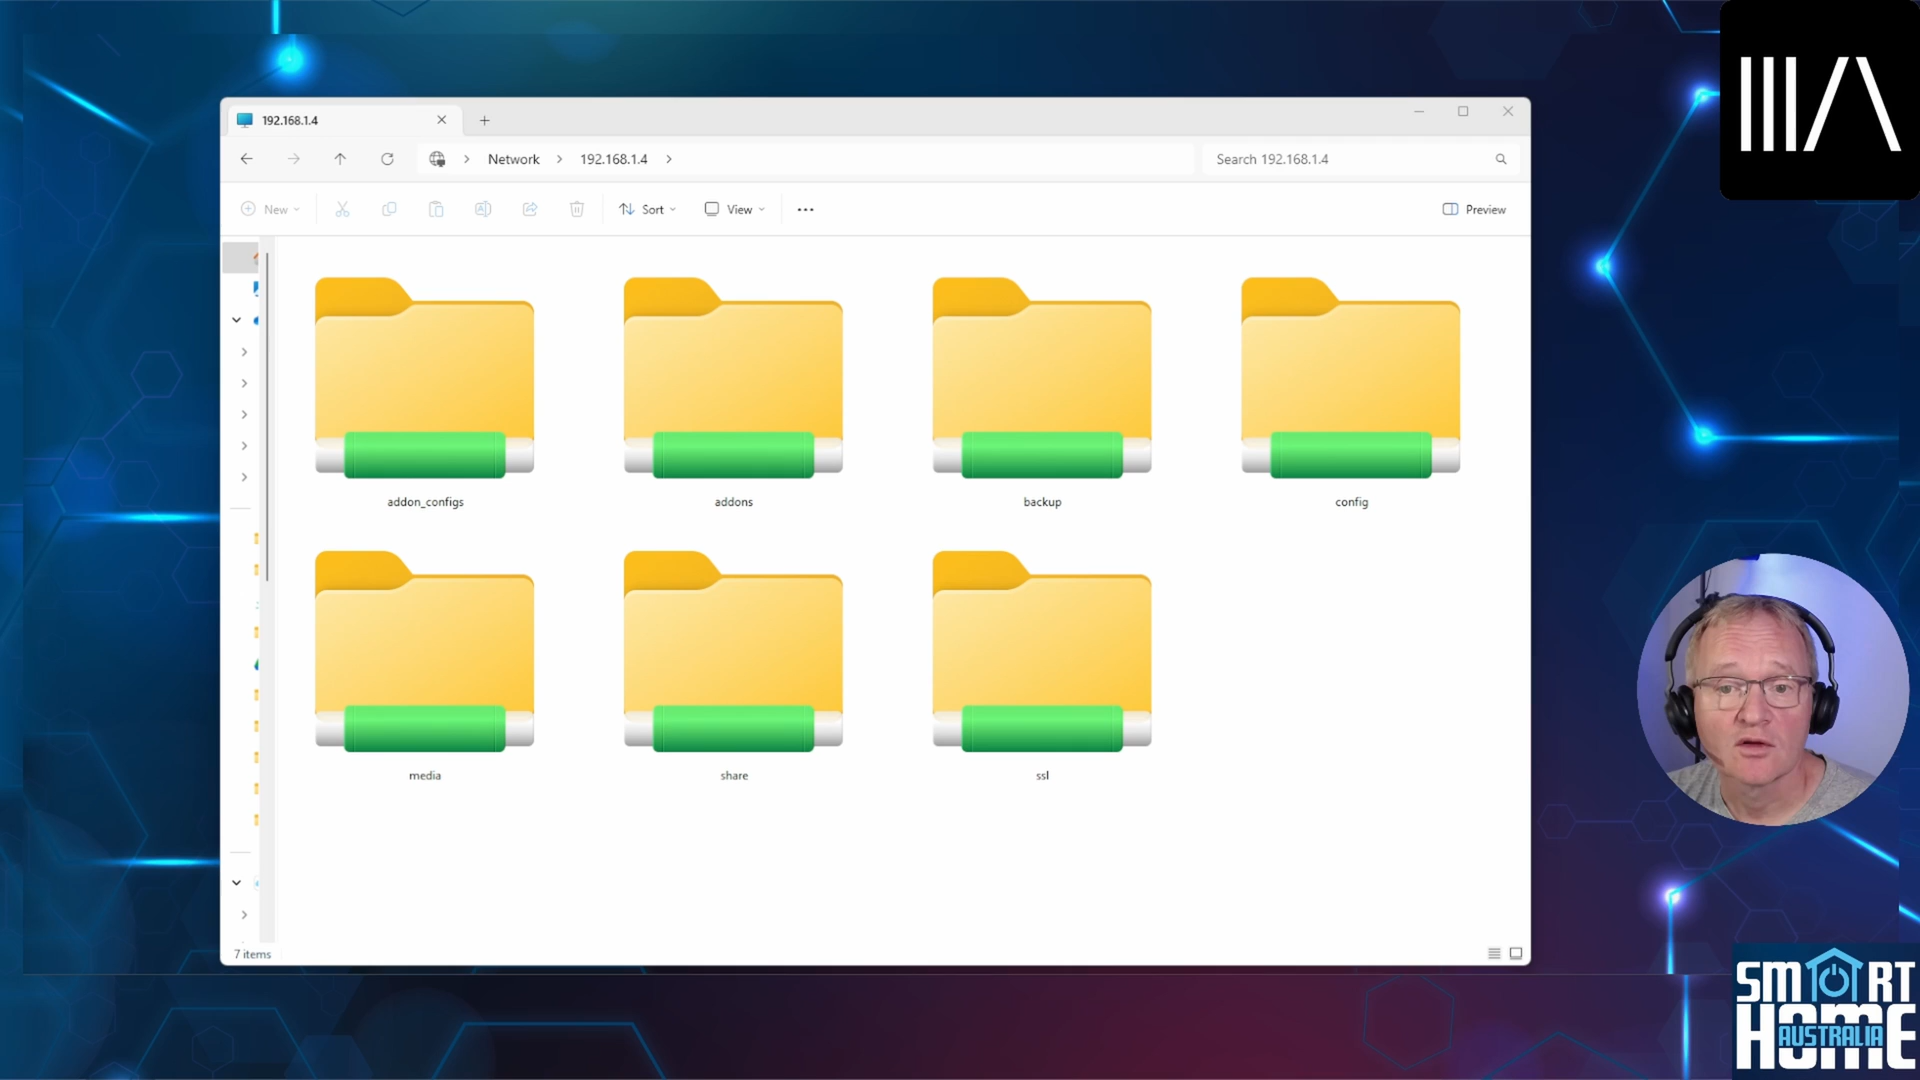 192.168.1.4
Network
192.168.1.4
Search 192.168.1.4
New
Sort
View
Preview
addon_configs
addons
backup
config
media
share
ssl
7 items
SMART
HOME
AUSTRALIA